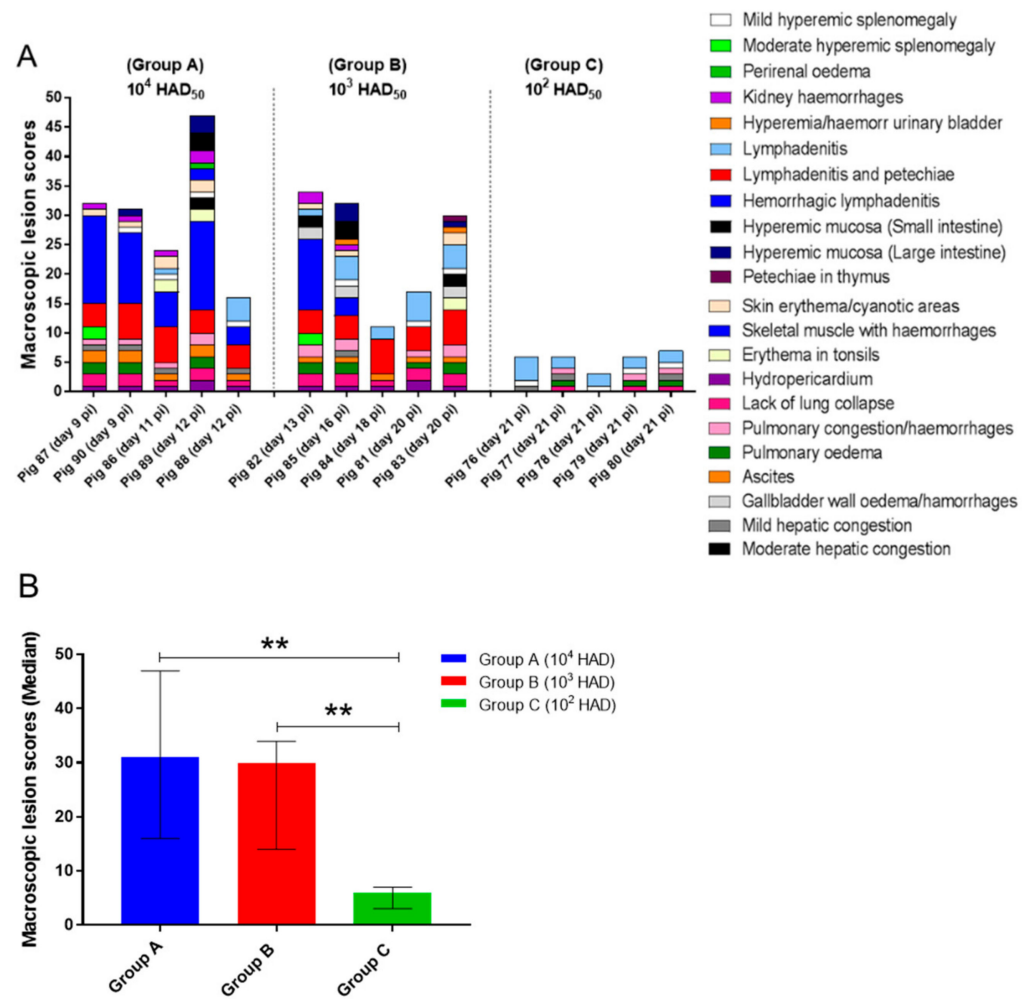 A
(Group A)
10⁴ HAD₅₀
(Group B)
10³ HAD₅₀
(Group C)
10² HAD₅₀
Macroscopic lesion scores
50
45
40
35
30
25
20
15
10
5
0
Pig 87 (day 9 pi)
Pig 90 (day 9 pi)
Pig 86 (day 11 pi)
Pig 89 (day 12 pi)
Pig 88 (day 12 pi)
Pig 82 (day 13 pi)
Pig 85 (day 16 pi)
Pig 84 (day 18 pi)
Pig 81 (day 20 pi)
Pig 83 (day 20 pi)
Pig 76 (day 21 pi)
Pig 77 (day 21 pi)
Pig 78 (day 21 pi)
Pig 79 (day 21 pi)
Pig 80 (day 21 pi)
Mild hyperemic splenomegaly
Moderate hyperemic splenomegaly
Perirenal oedema
Kidney haemorrhages
Hyperemia/haemorr urinary bladder
Lymphadenitis
Lymphadenitis and petechiae
Hemorrhagic lymphadenitis
Hyperemic mucosa (Small intestine)
Hyperemic mucosa (Large intestine)
Petechiae in thymus
Skin erythema/cyanotic areas
Skeletal muscle with haemorrhages
Erythema in tonsils
Hydropericardium
Lack of lung collapse
Pulmonary congestion/haemorrhages
Pulmonary oedema
Ascites
Gallbladder wall oedema/hamorrhages
Mild hepatic congestion
Moderate hepatic congestion
B
Macroscopic lesion scores (Median)
50
40
30
20
10
0
**
**
Group A
Group B
Group C
Group A (10⁴ HAD)
Group B (10³ HAD)
Group C (10² HAD)